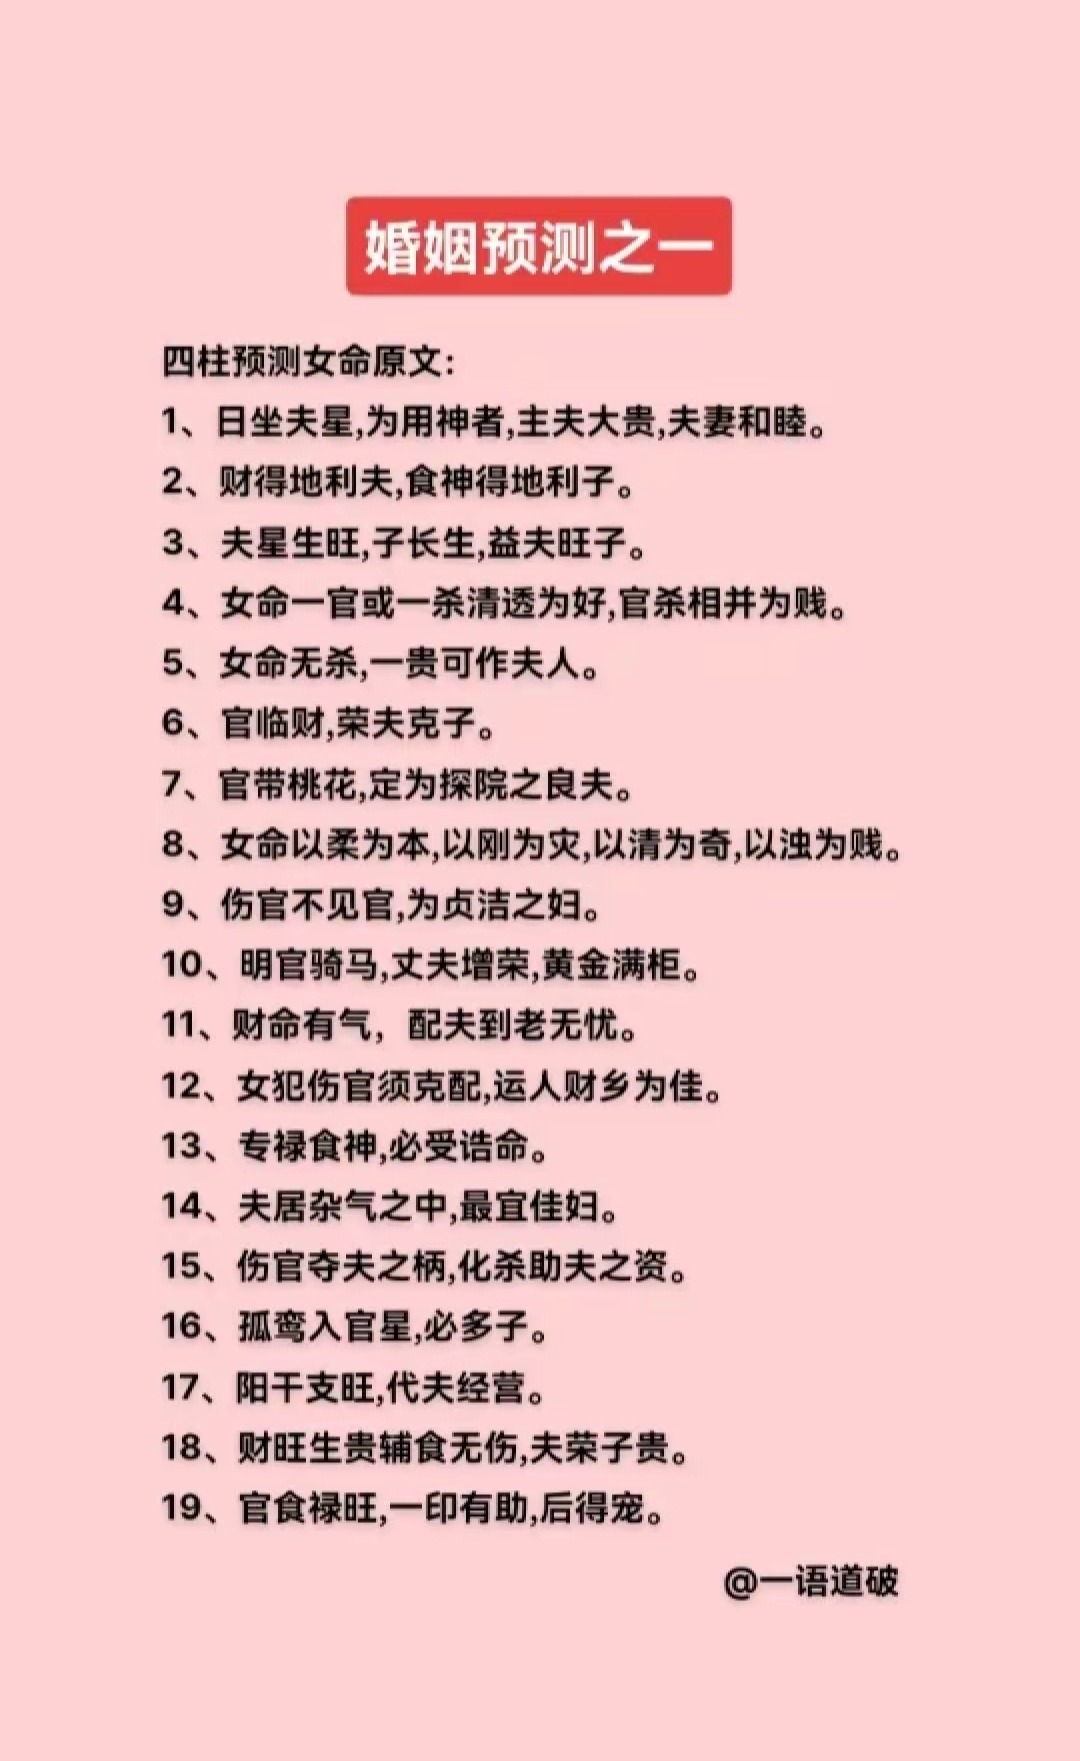 婚姻预测之一
四柱预测女命原文:
1、日坐夫星,为用神者,主夫大贵,夫妻和睦。
2、财得地利夫,食神得地利子。
3、夫星生旺,子长生,益夫旺子。
4、女命一官或一杀清透为好,官杀相并为贱。
5、女命无杀,一贵可作夫人。
6、官临财,荣夫克子。
7、官带桃花,定为探院之良夫。
8、女命以柔为本,以刚为灾,以清为奇,以浊为贱。
9、伤官不见官,为贞洁之妇。
10、明官骑马,丈夫增荣,黄金满柜。
11、财命有气，配夫到老无忧。
12、女犯伤官须克配,运人财乡为佳。
13、专禄食神,必受诰命。
14、夫居杂气之中,最宜佳妇。
15、伤官夺夫之柄,化杀助夫之资。
16、孤鸾入官星,必多子。
17、阳干支旺,代夫经营。
18、财旺生贵辅食无伤,夫荣子贵。
19、官食禄旺,一印有助,后得宠。
@一语道破